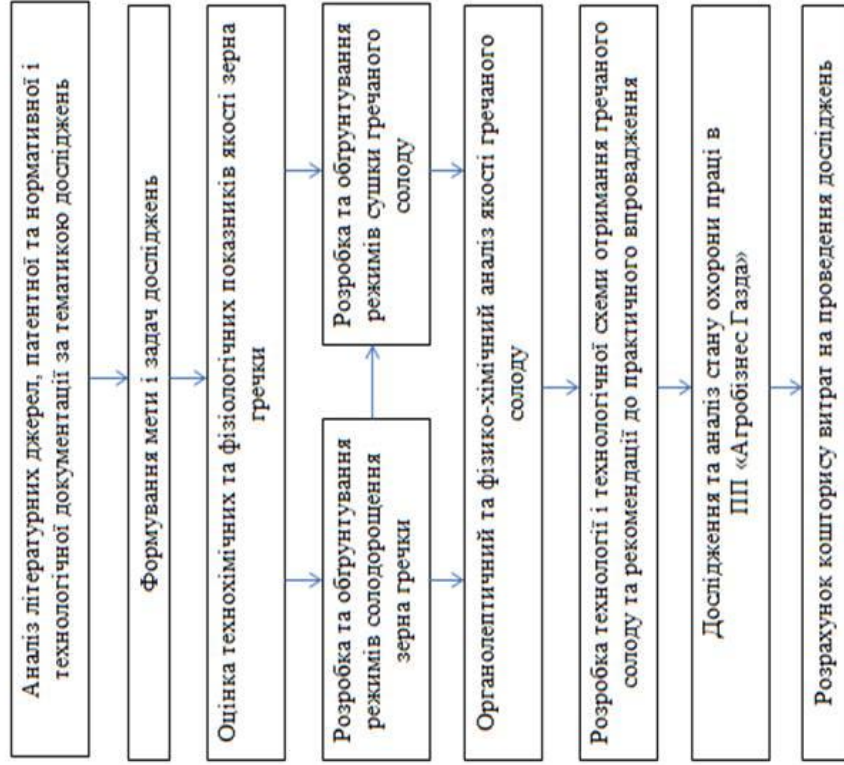 Аналіз літературних джерел, патентної та нормативної і
технологічної документації за тематикою досліджень
Формування мети і задач досліджень
Оцінка технохімічних та фізіологічних показників якості зерна
гречки
Розробка та обґрунтування
режимів солодорощення
зерна гречки
Розробка та обґрунтування
режимів сушки гречаного
солоду
Органолептичний та фізико-хімічний аналіз якості гречаного
солоду
Розробка технології і технологічної схеми отримання гречаного
солоду та рекомендації до практичного впровадження
Дослідження та аналіз стану охорони праці в
ПП «Агробізнес Газда»
Розрахунок кошторису витрат на проведення досліджень